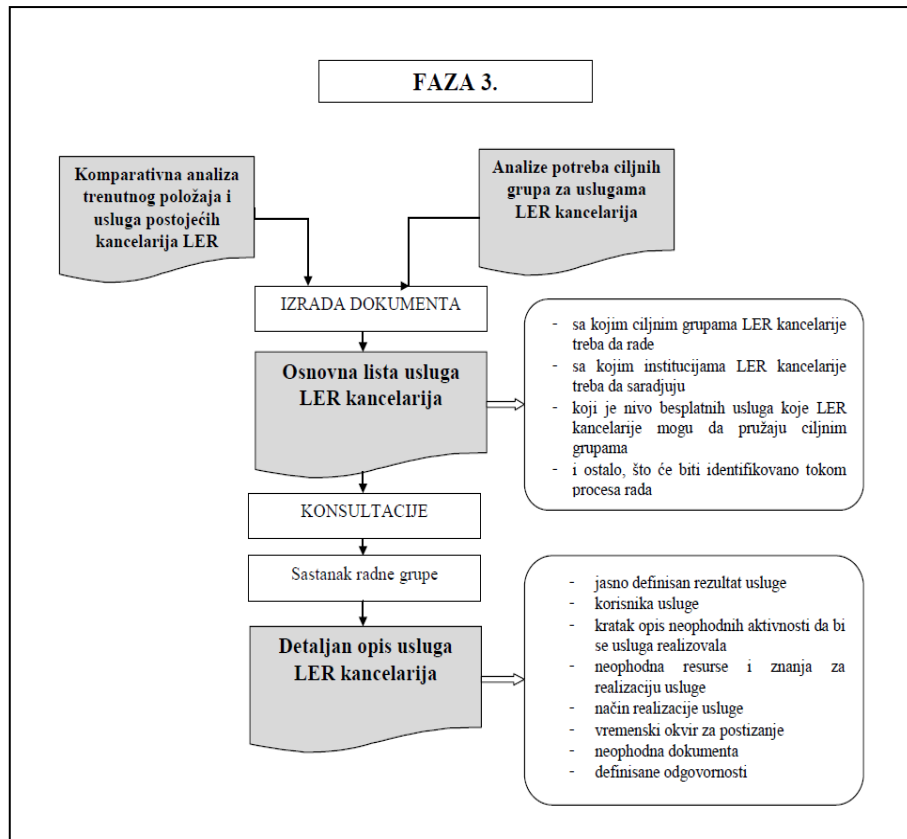 FAZA 3.
Komparativna analiza
trenutnog položaja i
usluga postojećih
kancelarija LER
Analize potreba ciljnih
grupa za uslugama
LER kancelarija
IZRADA DOKUMENTA
Osnovna lista usluga
LER kancelarija
- sa kojim ciljnim grupama LER kancelarije
treba da rade
- sa kojim institucijama LER kancelarije
treba da saradjuju
- koji je nivo besplatnih usluga koje LER
kancelarije mogu da pružaju ciljnim
grupama
- i ostalo, što će biti identifikovano tokom
procesa rada
KONSULTACIJE
Sastanak radne grupe
Detaljan opis usluga
LER kancelarija
- jasno definisan rezultat usluge
- korisnika usluge
- kratak opis neophodnih aktivnosti da bi
se usluga realizovala
- neophodna resurse i znanja za
realizaciju usluge
- način realizacije usluge
- vremenski okvir za postizanje
- neophodna dokumenta
- definisane odgovornosti